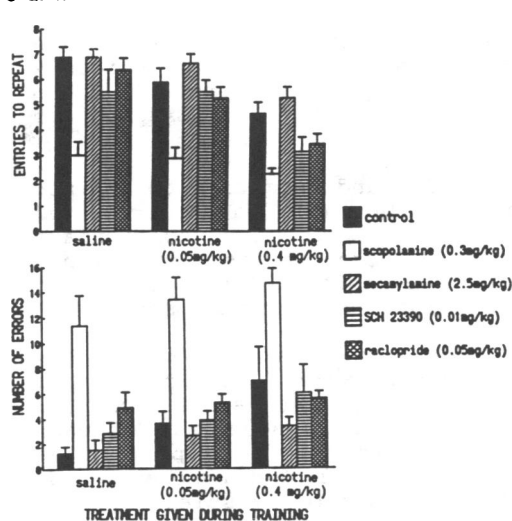 ENTRIES TO REPEAT
8
7
6
5
4
3
2
1
0
saline
nicotine
(0.05mg/kg)
nicotine
(0.4 mg/kg)
control
scopolamine (0.3mg/kg)
mecamylamine (2.5mg/kg)
SCH 23390 (0.01mg/kg)
raclopride (0.05mg/kg)
NUMBER OF ERRORS
16
14
12
10
8
6
4
2
0
saline
nicotine
(0.05mg/kg)
nicotine
(0.4 mg/kg)
TREATMENT GIVEN DURING TRAINING